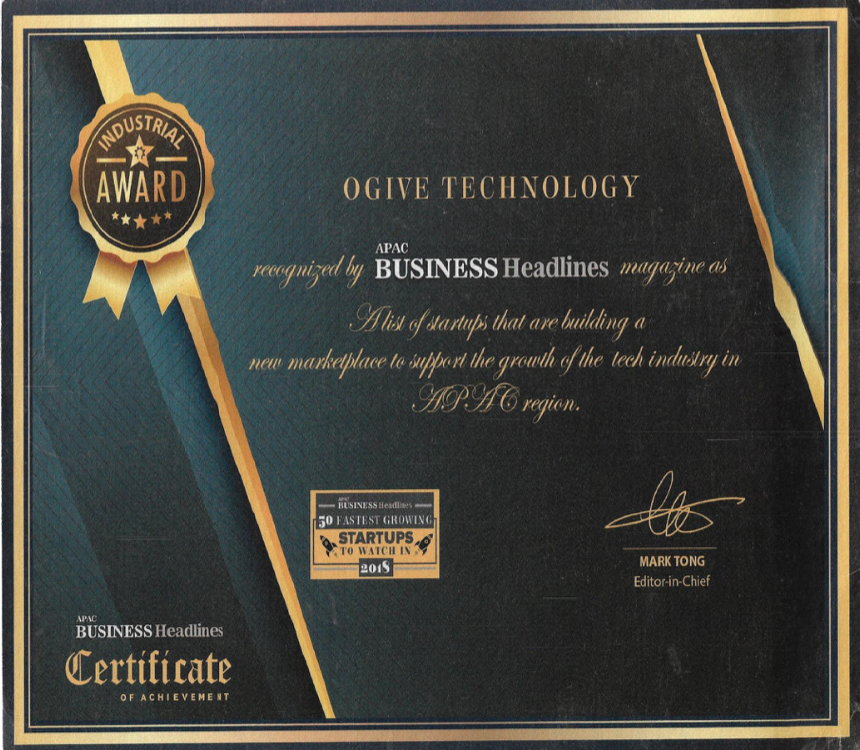 INDUSTRIAL
AWARD
OGIVE TECHNOLOGY
recognized by APAC BUSINESS Headlines magazine as
A list of startups that are building a
new marketplace to support the growth of the tech industry in
APAC region.
APAC
BUSINESS Headlines
50 FASTEST GROWING
STARTUPS
TO WATCH IN
2018
MARK TONG
Editor-in-Chief
APAC
BUSINESS Headlines
Certificate
OF ACHIEVEMENT